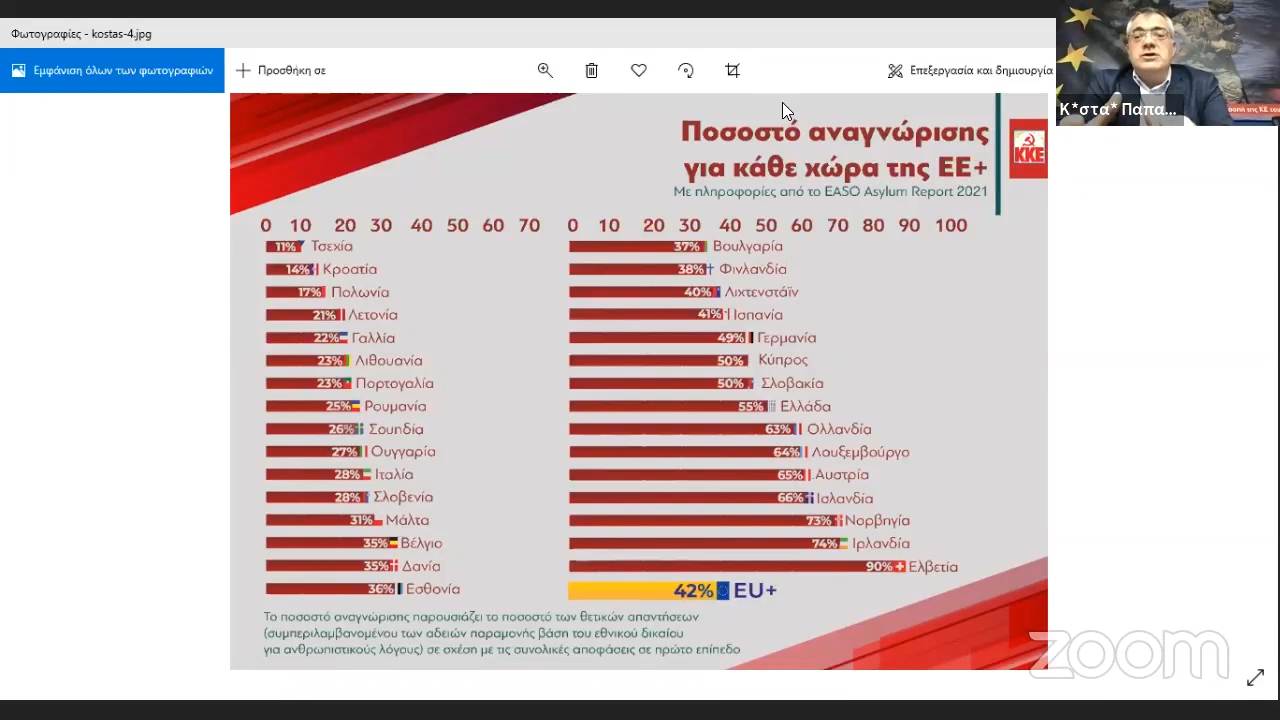 Φωτογραφίες - kostas-4.jpg
Εμφάνιση όλων των φωτογραφιών
Προσθήκη σε
Επεξεργασία και δημιουργία
Κ*στα* Παπα...
Ποσοστό αναγνώρισης
για κάθε χώρα της ΕΕ+
Με πληροφορίες από το EASO Asylum Report 2021
ΚΚΕ
0 10 20 30 40 50 60 70
11% Τσεχία
14% Κροατία
17% Πολωνία
21% Λετονία
22% Γαλλία
23% Λιθουανία
23% Πορτογαλία
25% Ρουμανία
26% Σουηδία
27% Ουγγαρία
28% Ιταλία
28% Σλοβενία
31% Μάλτα
35% Βέλγιο
35% Δανία
36% Εσθονία
0 10 20 30 40 50 60 70 80 90 100
37% Βουλγαρία
38% Φινλανδία
40% Λιχτενστάϊν
41% Ισπανία
49% Γερμανία
50% Κύπρος
50% Σλοβακία
55% Ελλάδα
63% Ολλανδία
64% Λουξεμβούργο
65% Αυστρία
66% Ισλανδία
73% Νορβηγία
74% Ιρλανδία
90% Ελβετία
42% EU+
Το ποσοστό αναγνώρισης παρουσιάζει το ποσοστό των θετικών απαντήσεων
(συμπεριλαμβανομένου των αδειών παραμονής βάση του εθνικού δικαίου
για ανθρωπιστικούς λόγους) σε σχέση με τις συνολικές αποφάσεις σε πρώτο επίπεδο
zoom